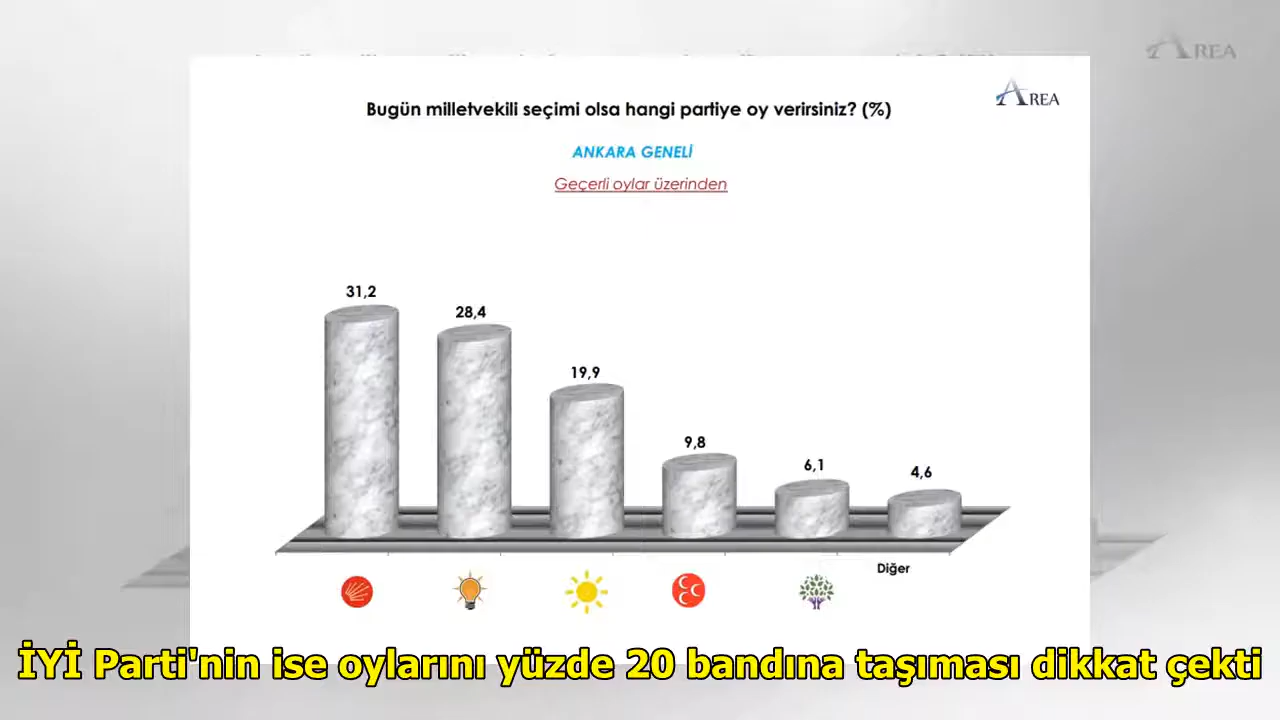 AREA
AREA
Bugün milletvekili seçimi olsa hangi partiye oy verirsiniz? (%)
ANKARA GENELİ
Geçerli oylar üzerinden
31,2
28,4
19,9
9,8
6,1
4,6
Diğer
İYİ Parti'nin ise oylarını yüzde 20 bandına taşıması dikkat çekti